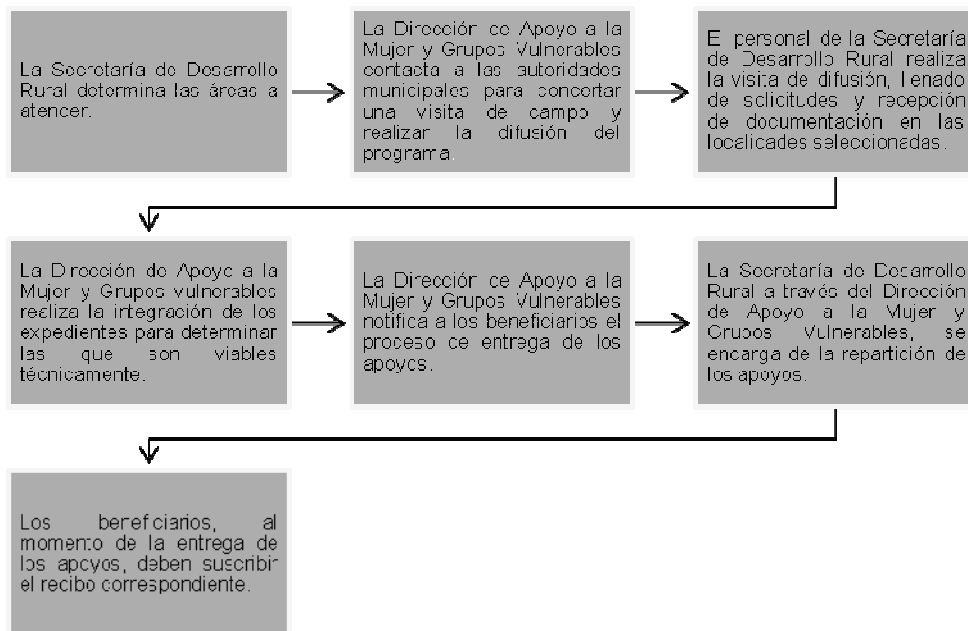 La Secretaría de Desarrollo
Rural determina las áreas a
atender.
La Dirección de Apoyo a la
Mujer y Grupos Vulnerables
contacta a las autoridades
municipales para concertar
una visita de campo y
realizar la difusión del
programa.
El personal de la Secretaría
de Desarrollo Rural realiza
la visita de difusión, llenado
de solicitudes y recepción
de documentación en las
localidades seleccionadas.
La Dirección de Apoyo a la
Mujer y Grupos vulnerables
realiza la integración de los
expedientes para determinar
las que son viables
técnicamente.
La Dirección de Apoyo a la
Mujer y Grupos Vulnerables
notifica a los beneficiarios el
proceso de entrega de los
apoyos.
La Secretaría de Desarrollo
Rural a través del Dirección
de Apoyo a la Mujer y
Grupos Vulnerables, se
encarga de la repartición de
los apoyos.
Los beneficiarios, al
momento de la entrega de
los apoyos, deben suscribir
el recibo correspondiente.